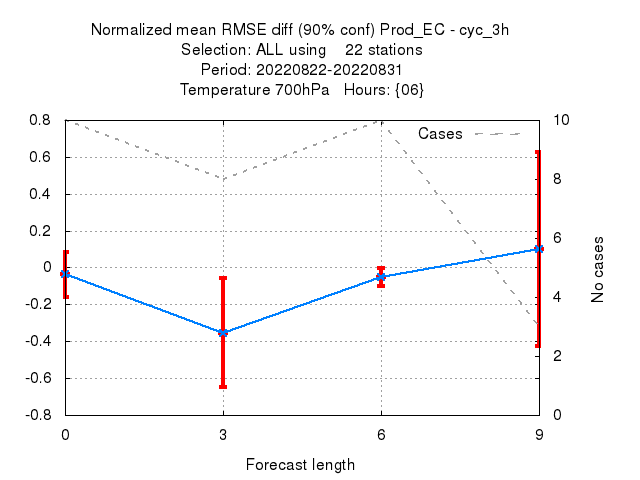 Normalized mean RMSE diff (90% conf) Prod_EC - cyc_3h
Selection: ALL using 22 stations
Period: 20220822-20220831
Temperature 700hPa Hours: {06}
Cases
0.8
0.6
0.4
0.2
0
-0.2
-0.4
-0.6
-0.8
10
8
6
4
2
0
No cases
0 3 6 9
Forecast length